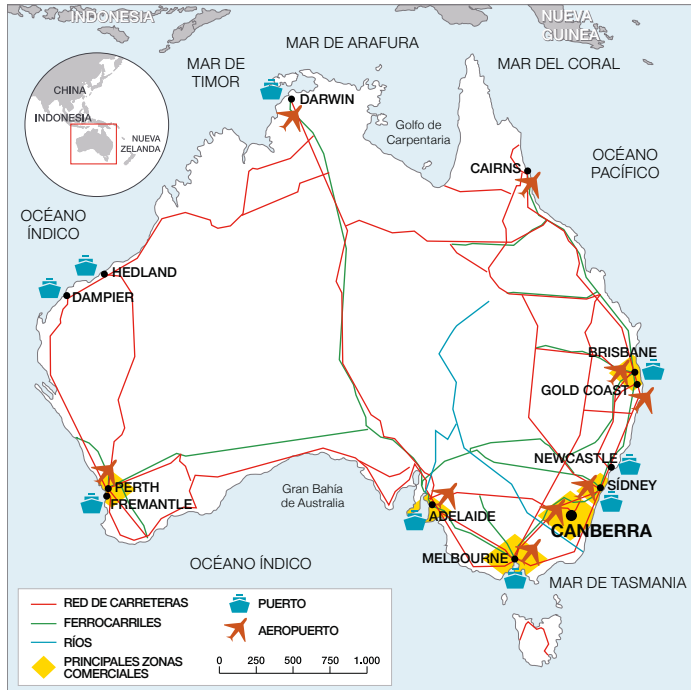 INDONESIA
NUEVA
GUINEA
MAR DE ARAFURA
MAR DE
TIMOR
MAR DEL CORAL
CHINA
INDONESIA
NUEVA
ZELANDA
DARWIN
Golfo de
Carpentaria
CAIRNS
OCÉANO
PACÍFICO
OCÉANO
ÍNDICO
HEDLAND
DAMPIER
BRISBANE
GOLD COAST
NEWCASTLE
SÍDNEY
PERTH
FREMANTLE
Gran Bahía
de Australia
ADELAIDE
CANBERRA
MELBOURNE
OCÉANO ÍNDICO
MAR DE TASMANIA
RED DE CARRETERAS
FERROCARRILES
RÍOS
PRINCIPALES ZONAS
COMERCIALES
PUERTO
AEROPUERTO
0 250 500 750 1.000